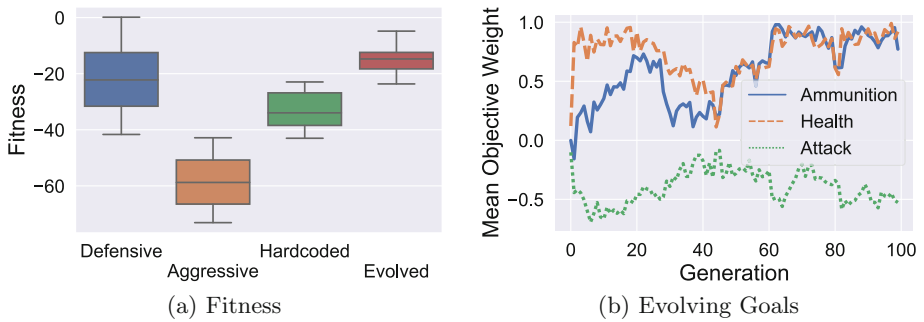 Fitness
0
−20
−40
−60
Defensive
Aggressive
Hardcoded
Evolved
(a) Fitness
Mean Objective Weight
1.0
0.5
0.0
−0.5
Ammunition
Health
Attack
0 20 40 60 80 100
Generation
(b) Evolving Goals